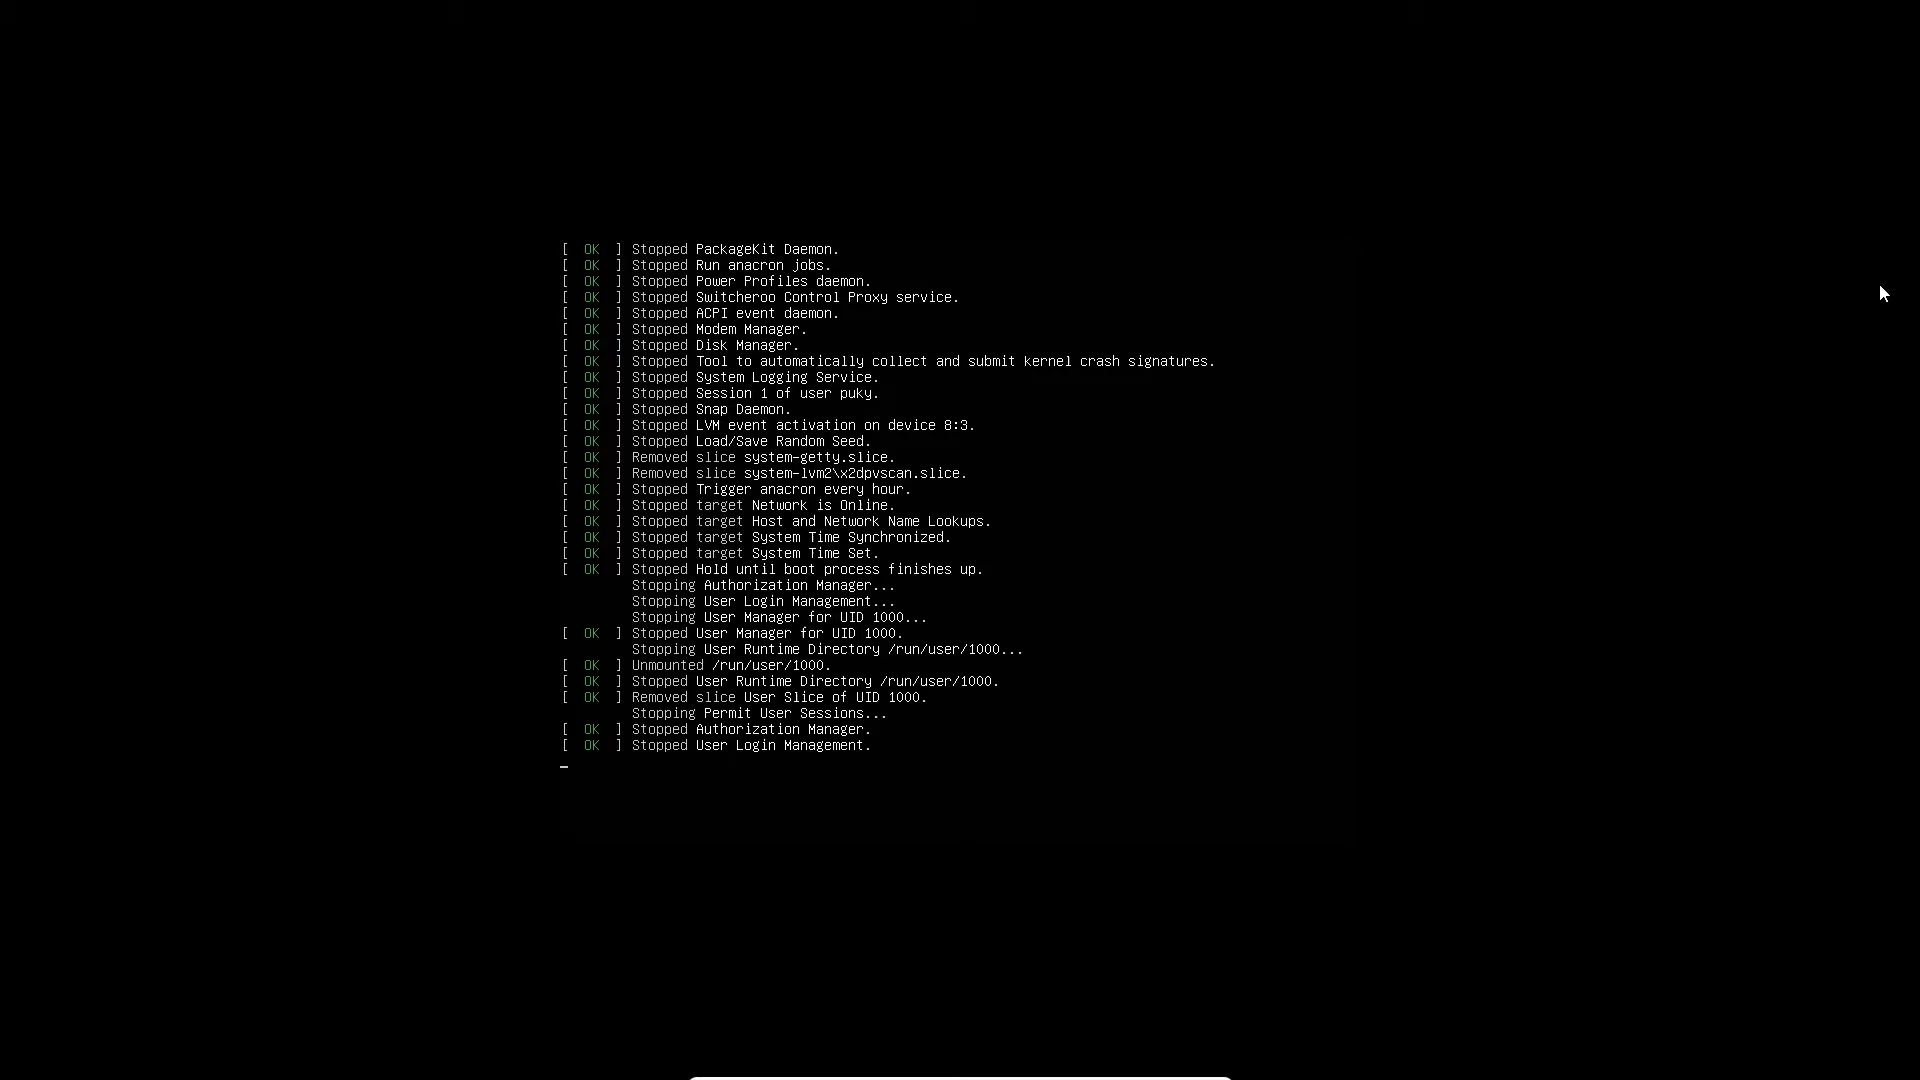 [  OK  ] Stopped PackageKit Daemon.
[  OK  ] Stopped Run anacron jobs.
[  OK  ] Stopped Power Profiles daemon.
[  OK  ] Stopped Switcheroo Control Proxy service.
[  OK  ] Stopped ACPI event daemon.
[  OK  ] Stopped Modem Manager.
[  OK  ] Stopped Disk Manager.
[  OK  ] Stopped Tool to automatically collect and submit kernel crash signatures.
[  OK  ] Stopped System Logging Service.
[  OK  ] Stopped Session 1 of user puky.
[  OK  ] Stopped Snap Daemon.
[  OK  ] Stopped LVM event activation on device 8:3.
[  OK  ] Stopped Load/Save Random Seed.
[  OK  ] Removed slice system-getty.slice.
[  OK  ] Removed slice system-lvm2\x2dpvscan.slice.
[  OK  ] Stopped Trigger anacron every hour.
[  OK  ] Stopped target Network is Online.
[  OK  ] Stopped target Host and Network Name Lookups.
[  OK  ] Stopped target System Time Synchronized.
[  OK  ] Stopped target System Time Set.
[  OK  ] Stopped Hold until boot process finishes up.
Stopping Authorization Manager...
Stopping User Login Management...
Stopping User Manager for UID 1000...
[  OK  ] Stopped User Manager for UID 1000.
Stopping User Runtime Directory /run/user/1000...
[  OK  ] Unmounted /run/user/1000.
[  OK  ] Stopped User Runtime Directory /run/user/1000.
[  OK  ] Removed slice User Slice of UID 1000.
Stopping Permit User Sessions...
[  OK  ] Stopped Authorization Manager.
[  OK  ] Stopped User Login Management.